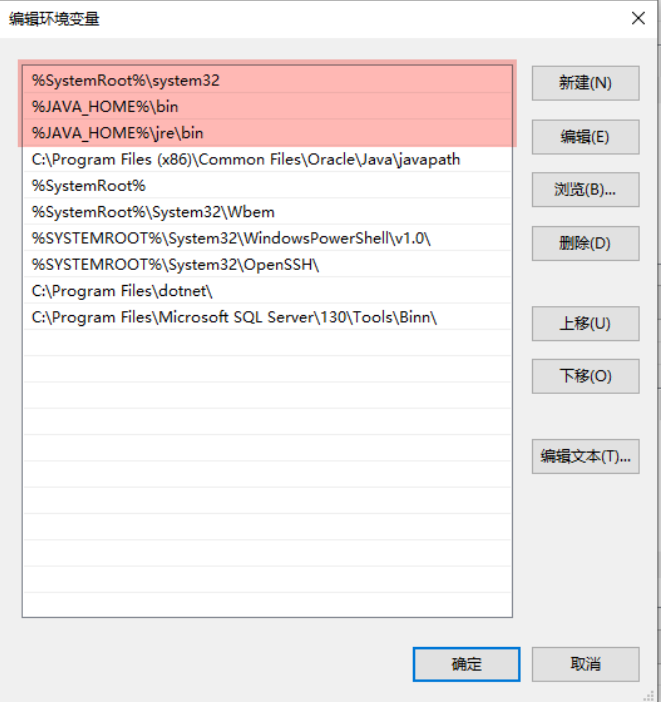 编辑环境变量
%SystemRoot%\system32
%JAVA_HOME%\bin
%JAVA_HOME%\jre\bin
C:\Program Files (x86)\Common Files\Oracle\Java\javapath
%SystemRoot%
%SystemRoot%\System32\Wbem
%SYSTEMROOT%\System32\WindowsPowerShell\v1.0\
%SYSTEMROOT%\System32\OpenSSH\
C:\Program Files\dotnet\
C:\Program Files\Microsoft SQL Server\130\Tools\Binn\
新建(N)
编辑(E)
浏览(B)...
删除(D)
上移(U)
下移(O)
编辑文本(T)...
确定
取消